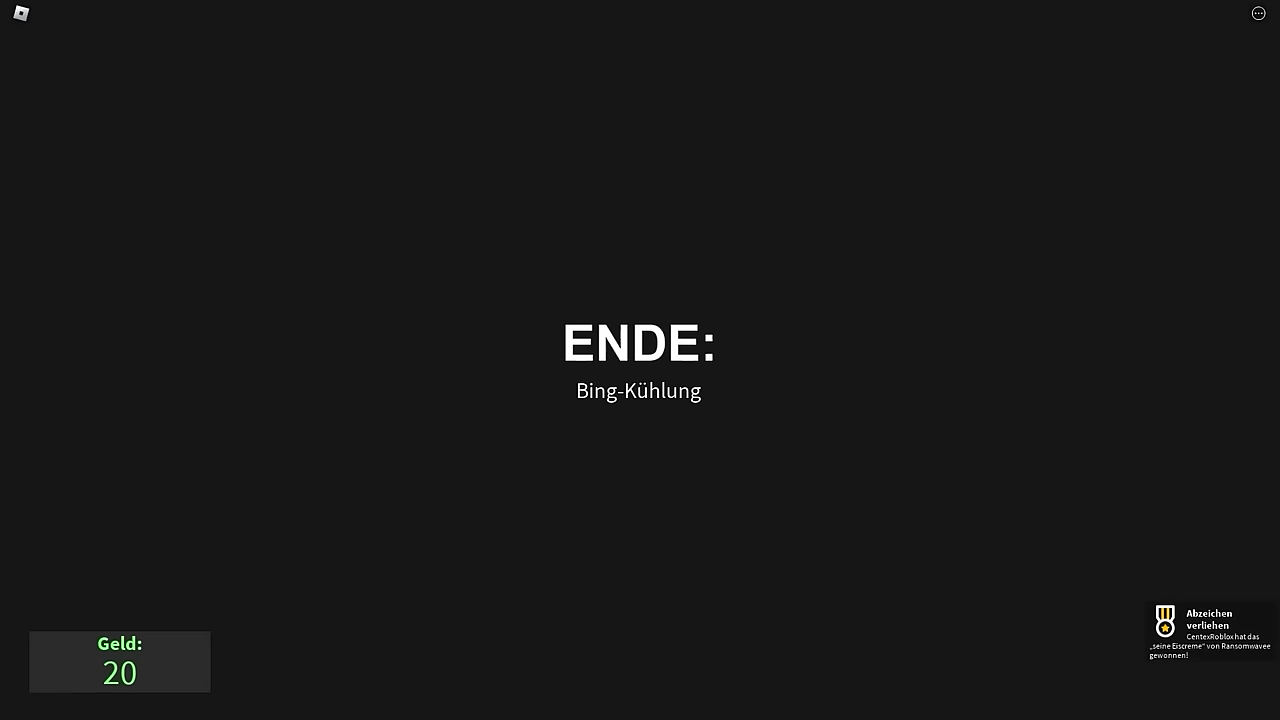 ENDE:
Bing-Kühlung
Geld:
20
Abzeichen
verliehen
CentexRoblox hat das
„seine Eiscreme“ von Ransomwavee
gewonnen!